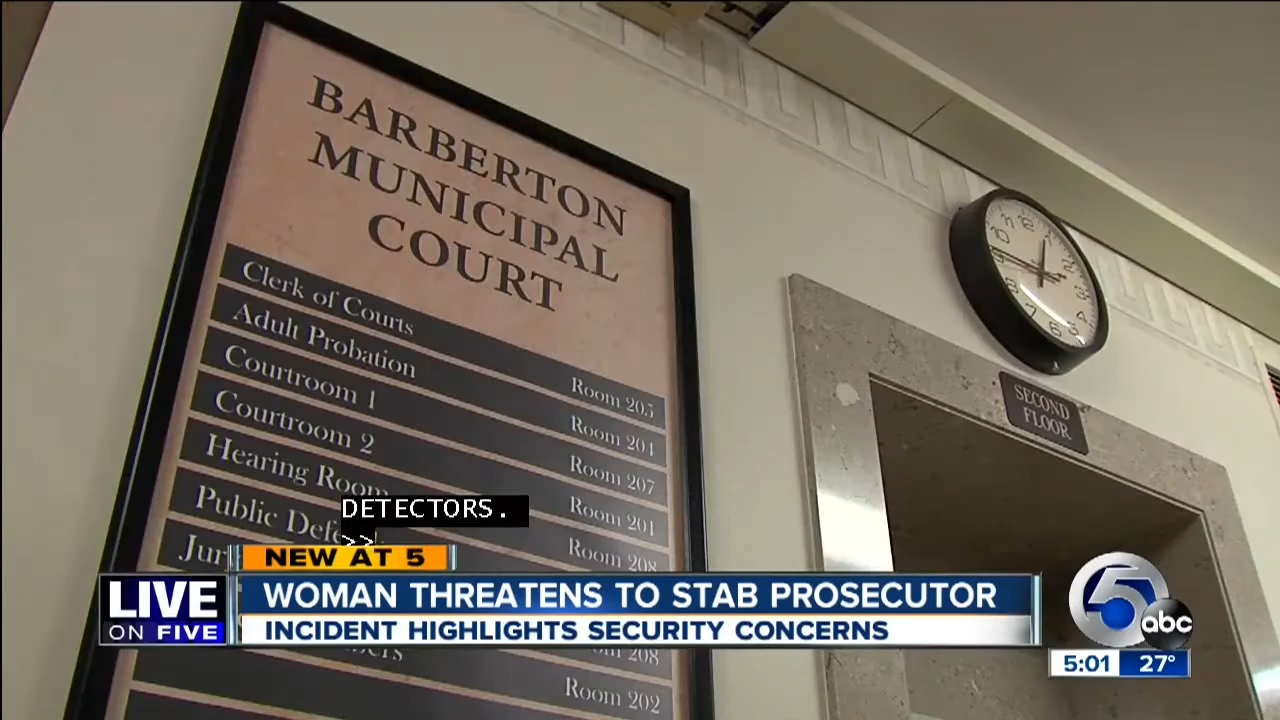 BARBERTON
MUNICIPAL
COURT
Clerk of Courts Room 205
Adult Probation Room 204
Courtroom 1 Room 207
Courtroom 2 Room 201
Hearing Room Room 208
Public
SECOND
FLOOR
DETECTORS.
>>
NEW AT 5
LIVE
ON FIVE
WOMAN THREATENS TO STAB PROSECUTOR
INCIDENT HIGHLIGHTS SECURITY CONCERNS
208
Room 202
5
abc
5:01 27°